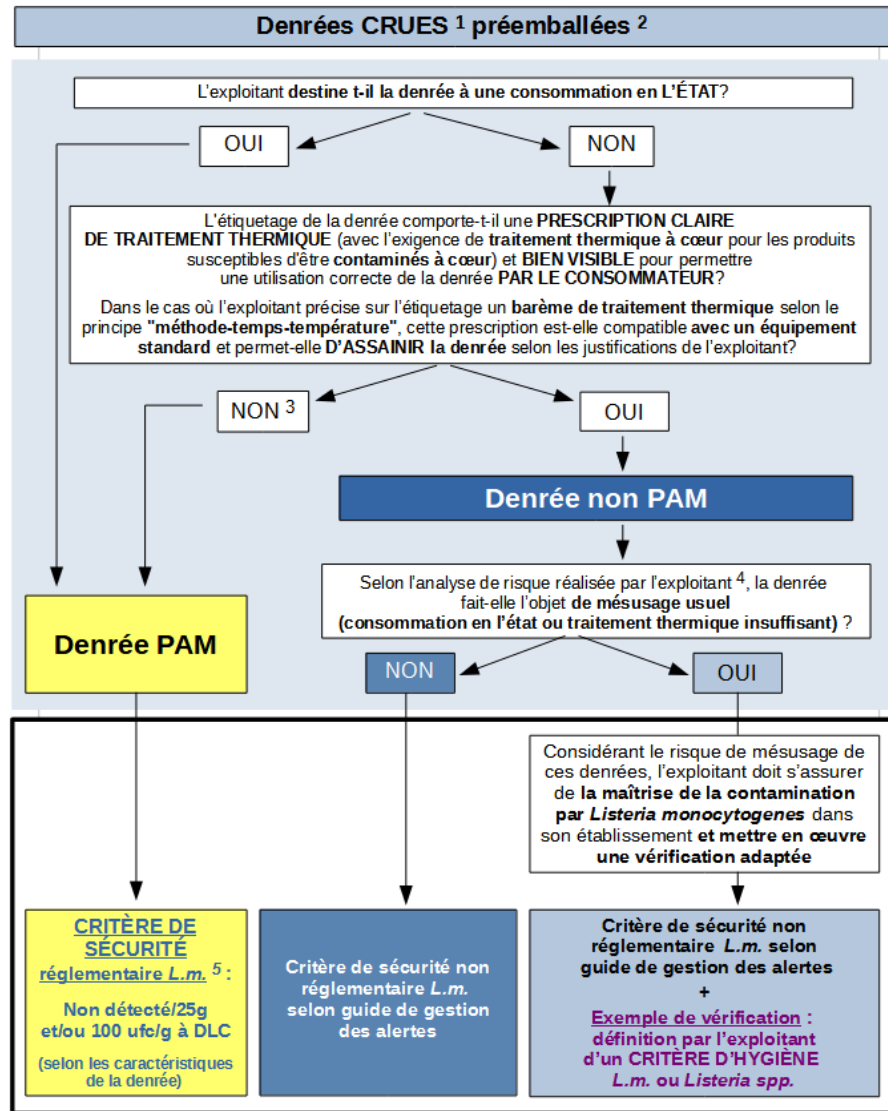 Denrées CRUES ¹ préemballées ²
L'exploitant destine t-il la denrée à une consommation en L'ÉTAT?
OUI
NON
L'étiquetage de la denrée comporte-t-il une PRESCRIPTION CLAIRE
DE TRAITEMENT THERMIQUE (avec l'exigence de traitement thermique à cœur pour les produits
susceptibles d'être contaminés à cœur) et BIEN VISIBLE pour permettre
une utilisation correcte de la denrée PAR LE CONSOMMATEUR?
Dans le cas où l'exploitant précise sur l'étiquetage un barème de traitement thermique selon le
principe "méthode-temps-température", cette prescription est-elle compatible avec un équipement
standard et permet-elle D'ASSAINIR la denrée selon les justifications de l'exploitant?
NON ³
OUI
Denrée non PAM
Selon l'analyse de risque réalisée par l'exploitant ⁴, la denrée
fait-elle l'objet de mésusage usuel
(consommation en l'état ou traitement thermique insuffisant) ?
Denrée PAM
NON
OUI
Considérant le risque de mésusage de
ces denrées, l'exploitant doit s'assurer
de la maîtrise de la contamination
par Listeria monocytogenes dans
son établissement et mettre en œuvre
une vérification adaptée
CRITÈRE DE
SÉCURITÉ
réglementaire L.m. ⁵ :
Non détecté/25g
et/ou 100 ufc/g à DLC
(selon les caractéristiques
de la denrée)
Critère de sécurité non
réglementaire L.m.
selon guide de gestion
des alertes
Critère de sécurité non
réglementaire L.m. selon
guide de gestion des alertes
+
Exemple de vérification :
définition par l'exploitant
d'un CRITÈRE D'HYGIÈNE
L.m. ou Listeria spp.